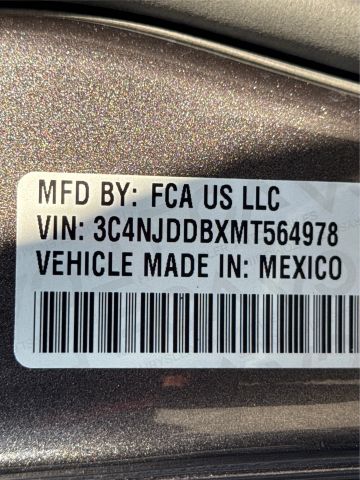 MFD BY: FCA US LLC
VIN: 3C4NJDDBXMT564978
VEHICLE MADE IN: MEXICO